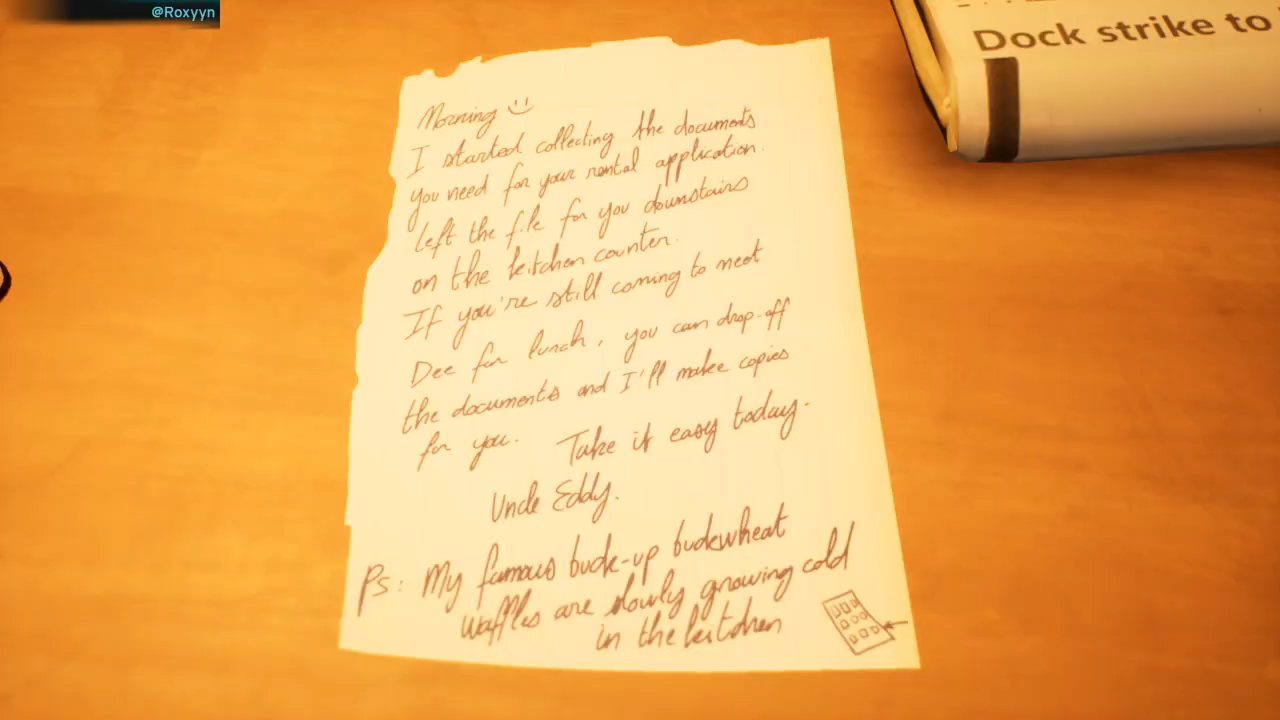 @Roxyyn
Dock strike to
Morning :)
I started collecting the documents
you need for your rental application.
Left the file for you downstairs
on the kitchen counter.
If you're still coming to meet
Dee for lunch, you can drop-off
the documents and I'll make copies
for you. Take it easy today.
Uncle Eddy.
Ps: My famous buck-up buckwheat
waffles are slowly growing cold
in the kitchen